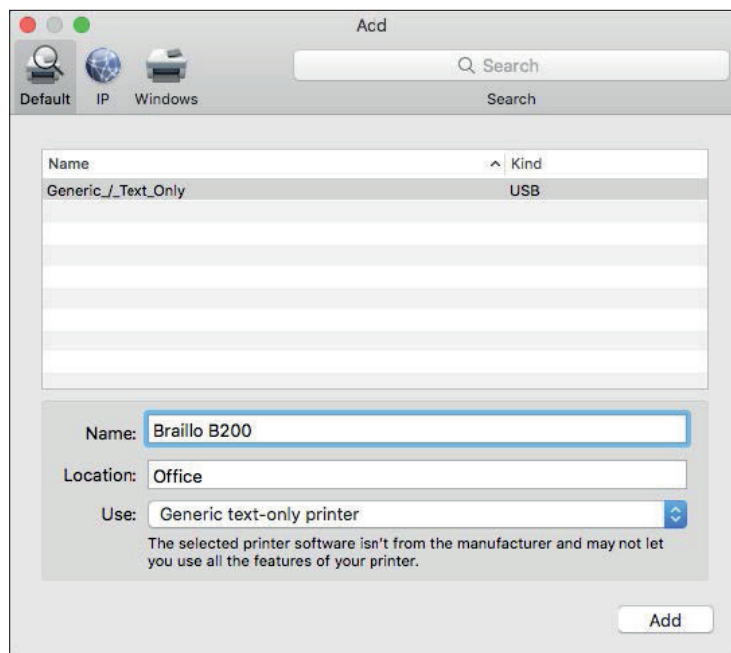 Add
Search
Default IP Windows Search
Name Kind
Generic_/_Text_Only USB
Name: Braillo B200
Location: Office
Use: Generic text-only printer
The selected printer software isn't from the manufacturer and may not let
you use all the features of your printer.
Add